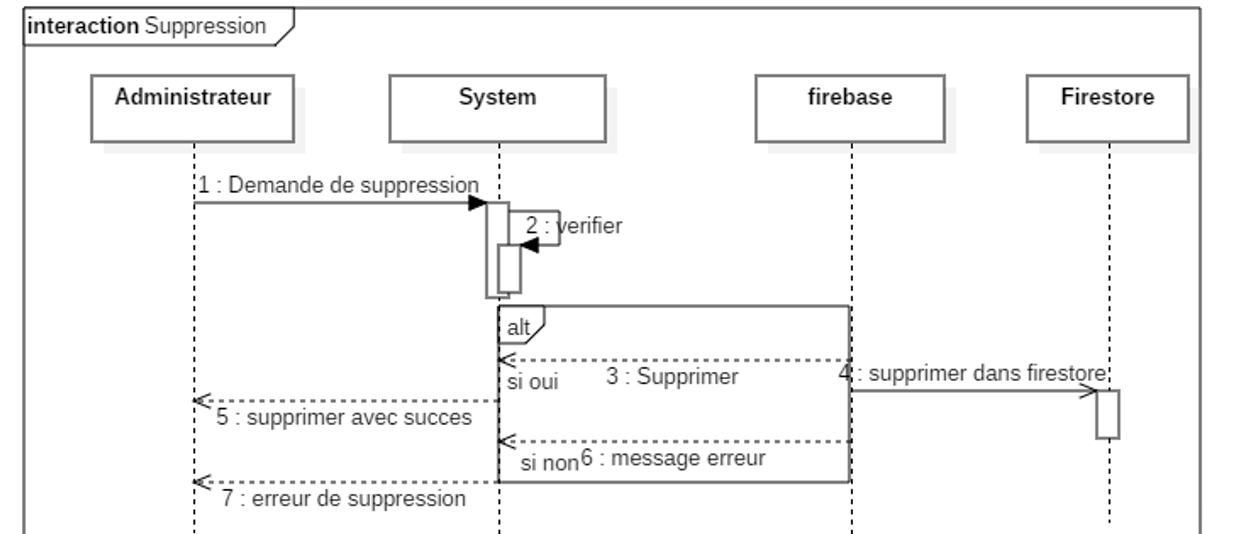 interaction Suppression
Administrateur
System
firebase
Firestore
1 : Demande de suppression
2 : verifier
alt
si oui
3 : Supprimer
4 : supprimer dans firestore
5 : supprimer avec succes
si non
6 : message erreur
7 : erreur de suppression